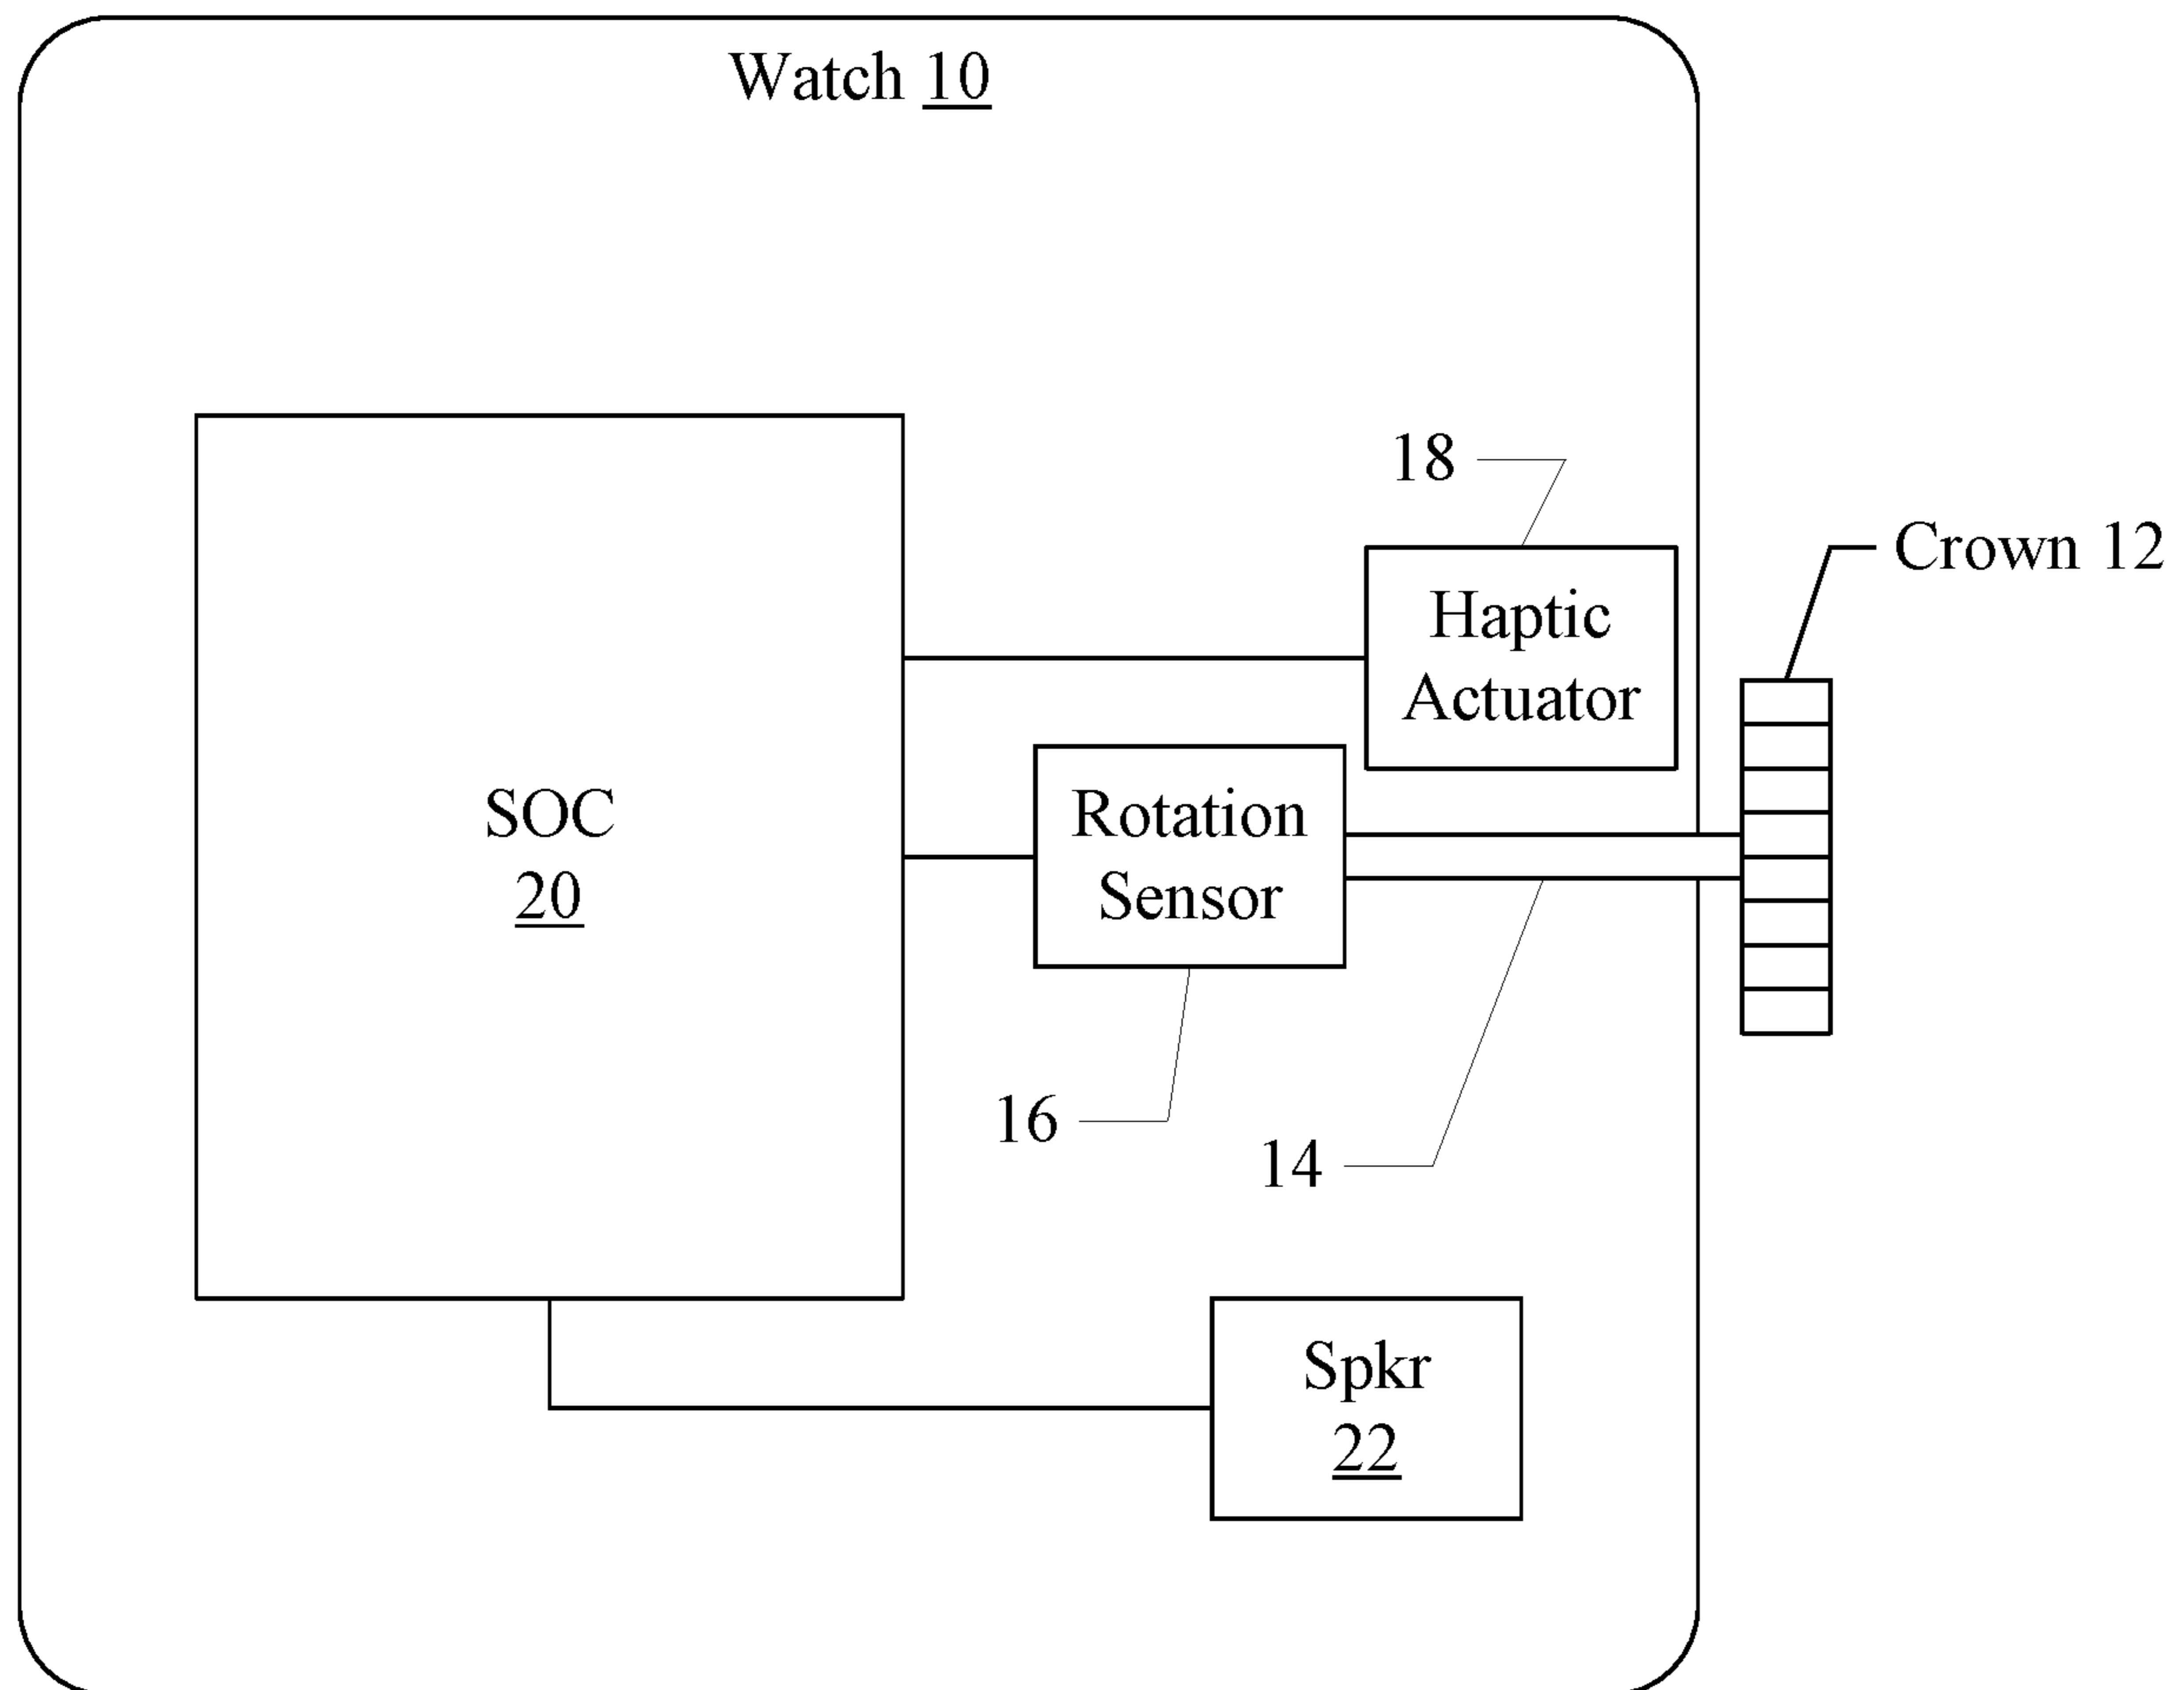 Watch 10
18
Crown 12
Haptic
Actuator
SOC
20
Rotation
Sensor
16
14
Spkr
22